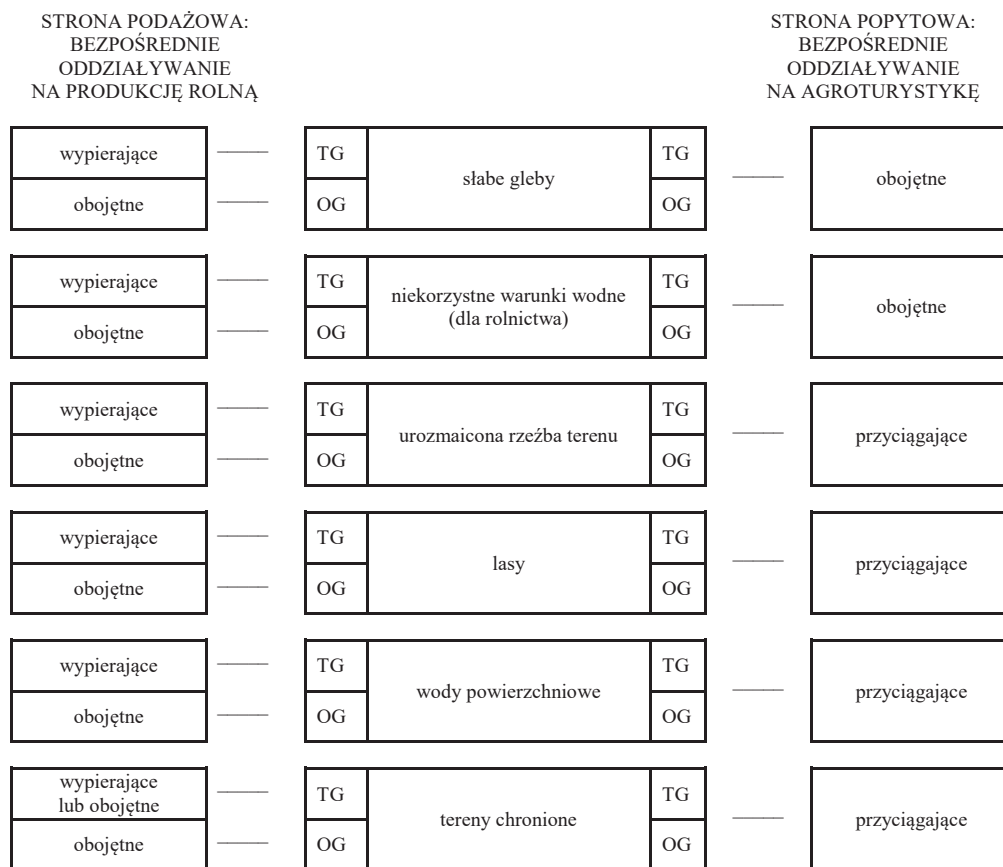 STRONA PODAŻOWA:
BEZPOŚREDNIE
ODDZIAŁYWANIE
NA PRODUKCJĘ ROLNĄ
STRONA POPYTOWA:
BEZPOŚREDNIE
ODDZIAŁYWANIE
NA AGROTURYSTYKĘ
wypierające
TG
słabe gleby
TG
obojętne
obojętne
OG
OG
wypierające
TG
niekorzystne warunki wodne
(dla rolnictwa)
TG
obojętne
obojętne
OG
OG
wypierające
TG
urozmaicona rzeźba terenu
TG
przyciągające
obojętne
OG
OG
wypierające
TG
lasy
TG
przyciągające
obojętne
OG
OG
wypierające
TG
wody powierzchniowe
TG
przyciągające
obojętne
OG
OG
wypierające
lub obojętne
TG
tereny chronione
TG
przyciągające
obojętne
OG
OG